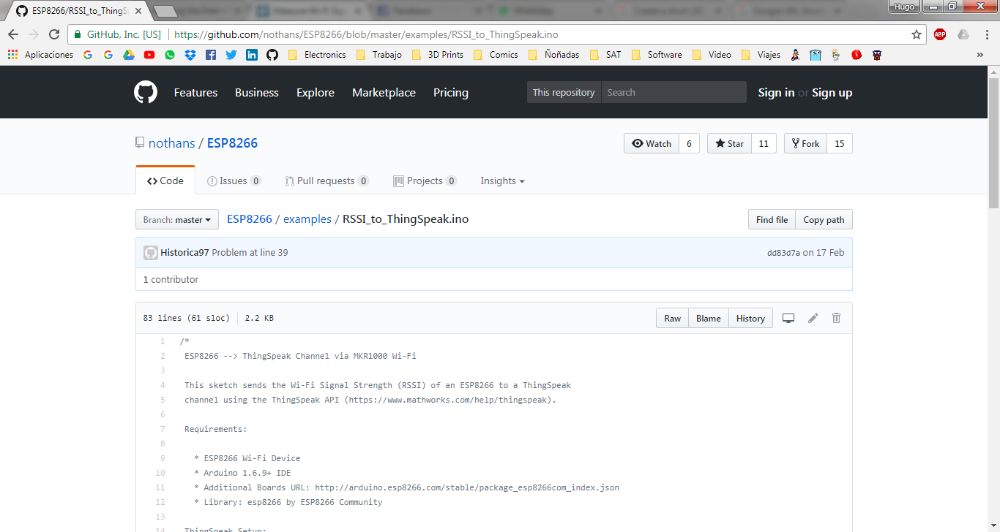 ESP8266/RSSI_to_ThingSp
Hugo
GitHub, Inc. [US] https://github.com/nothans/ESP8266/blob/master/examples/RSSI_to_ThingSpeak.ino
ABP
Aplicaciones Electronics Trabajo 3D Prints Comics Ñoñadas SAT Software Video Viajes »
Features Business Explore Marketplace Pricing This repository Search Sign in or Sign up
nothans / ESP8266 Watch 6 Star 11 Fork 15
Code Issues 0 Pull requests 0 Projects 0 Insights
Branch: master ESP8266 / examples / RSSI_to_ThingSpeak.ino Find file Copy path
Historica97 Problem at line 39 dd83d7a on 17 Feb
1 contributor
83 lines (61 sloc) 2.2 KB Raw Blame History
1 /*
2 ESP8266 --> ThingSpeak Channel via MKR1000 Wi-Fi
3
4 This sketch sends the Wi-Fi Signal Strength (RSSI) of an ESP8266 to a ThingSpeak
5 channel using the ThingSpeak API (https://www.mathworks.com/help/thingspeak).
6
7 Requirements:
8
9 * ESP8266 Wi-Fi Device
10 * Arduino 1.6.9+ IDE
11 * Additional Boards URL: http://arduino.esp8266.com/stable/package_esp8266com_index.json
12 * Library: esp8266 by ESP8266 Community
13
14 ThingSpeak Setup: